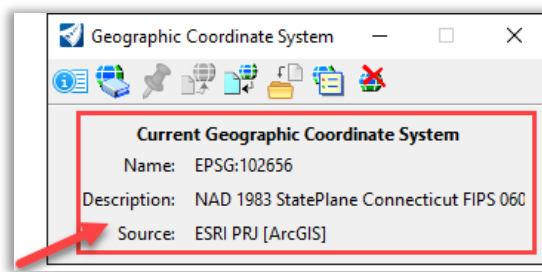 Geographic Coordinate System
Current Geographic Coordinate System
Name: EPSG:102656
Description: NAD 1983 StatePlane Connecticut FIPS 060
Source: ESRI PRJ [ArcGIS]